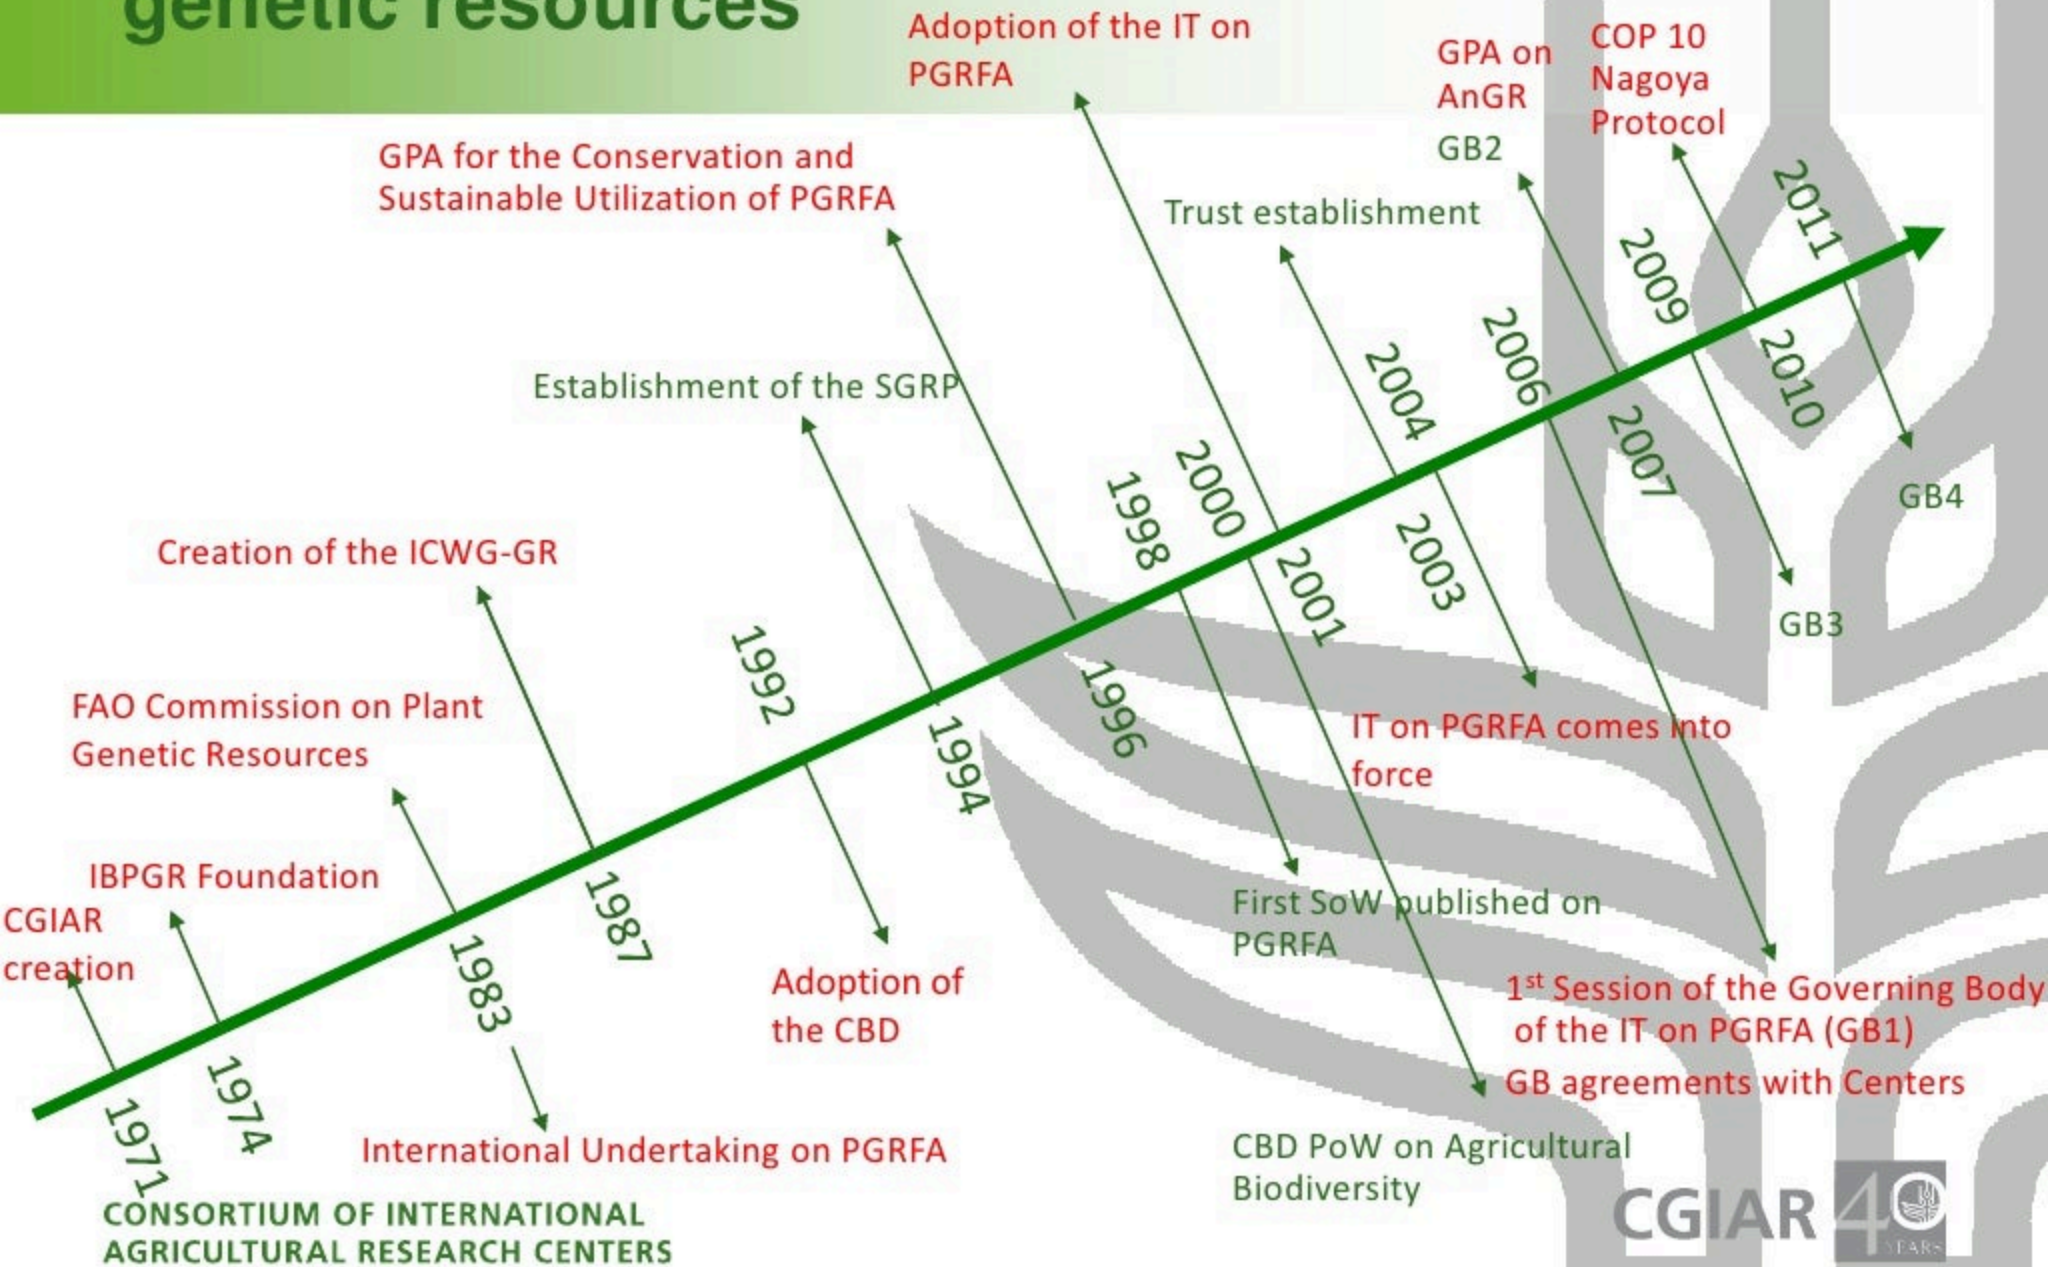 genetic resources
Adoption of the IT on
PGRFA
GPA on
AnGR
GB2
COP 10
Nagoya
Protocol
GPA for the Conservation and
Sustainable Utilization of PGRFA
Trust establishment
Establishment of the SGRP
Creation of the ICWG-GR
FAO Commission on Plant
Genetic Resources
IBPGR Foundation
CGIAR
creation
1971
1974
1983
1987
1992
1994
1996
1998
2000
2001
2003
2004
2006
2007
2009
2010
2011
GB4
GB3
IT on PGRFA comes into
force
First SoW published on
PGRFA
Adoption of
the CBD
1st Session of the Governing Body
of the IT on PGRFA (GB1)
GB agreements with Centers
International Undertaking on PGRFA
CBD PoW on Agricultural
Biodiversity
CONSORTIUM OF INTERNATIONAL
AGRICULTURAL RESEARCH CENTERS
CGIAR 40
YEARS